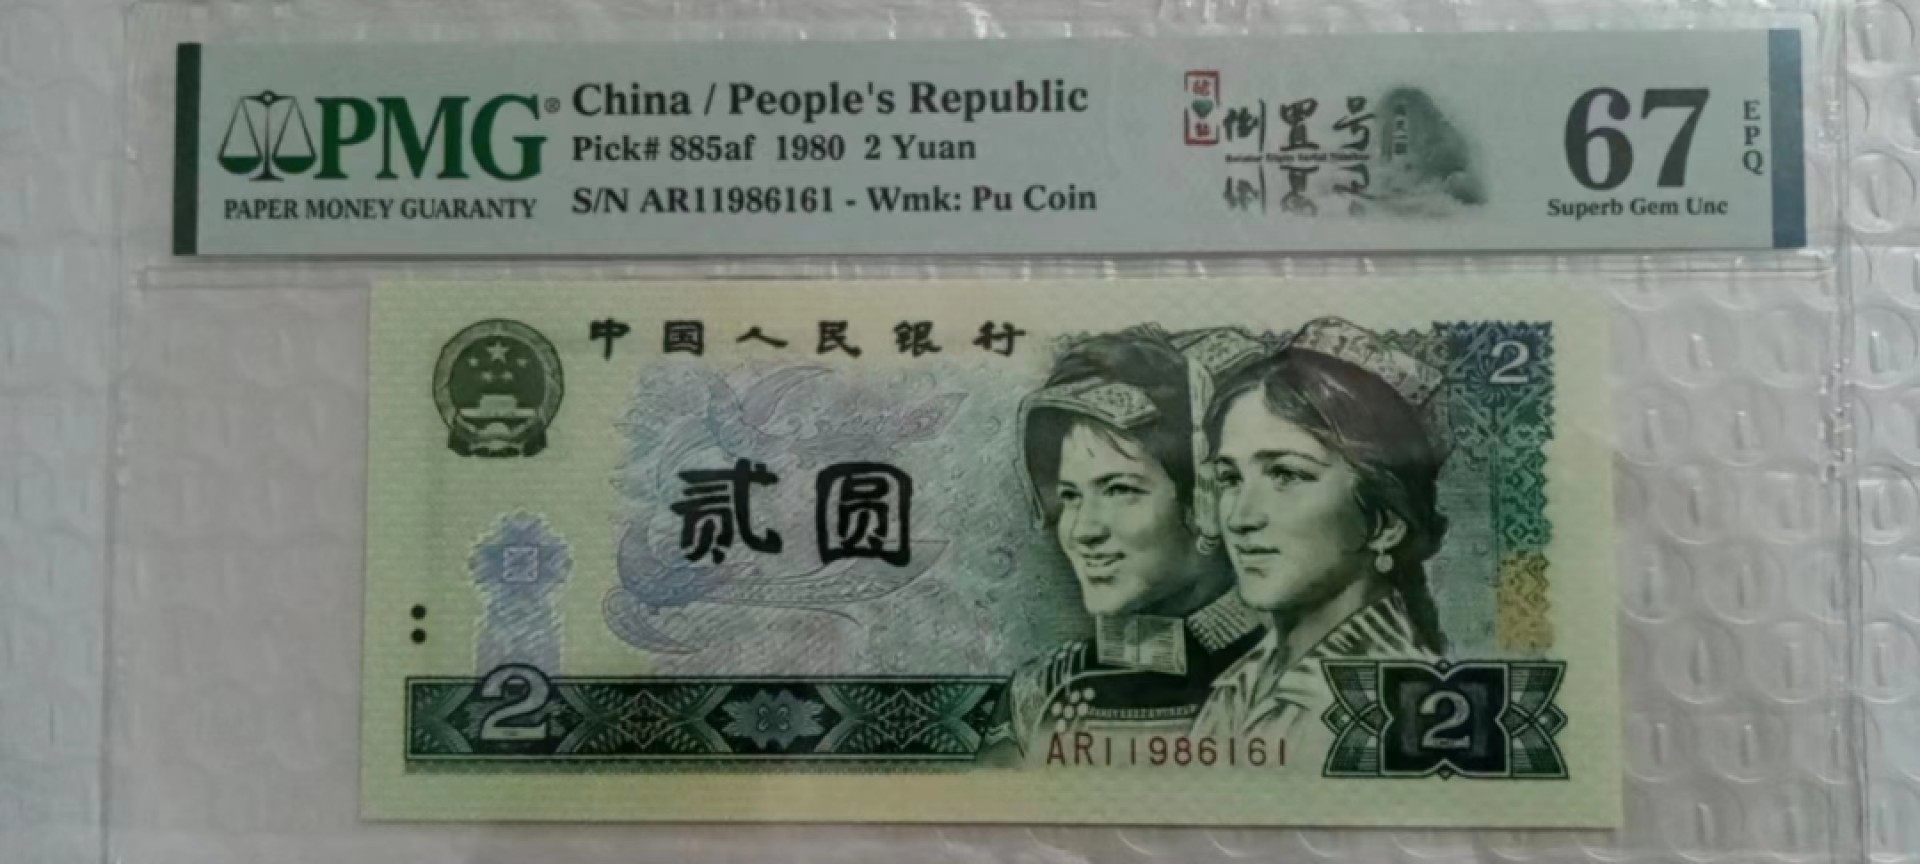 PMG®
PAPER MONEY GUARANTY
China / People's Republic
Pick# 885af 1980 2 Yuan
S/N AR11986161 - Wmk: Pu Coin
倒置号
67
EPQ
Superb Gem Unc
中国人民银行
2
贰圆
2
AR11986161
2